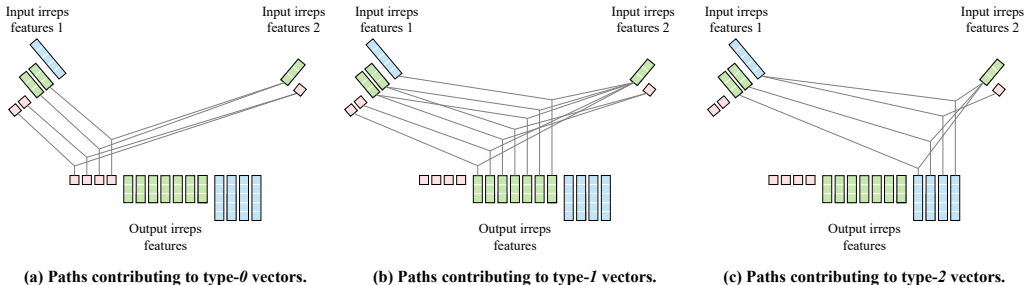 Input irreps
features 1
Input irreps
features 2
Output irreps
features
(a) Paths contributing to type-0 vectors.
Input irreps
features 1
Input irreps
features 2
Output irreps
features
(b) Paths contributing to type-1 vectors.
Input irreps
features 1
Input irreps
features 2
Output irreps
features
(c) Paths contributing to type-2 vectors.